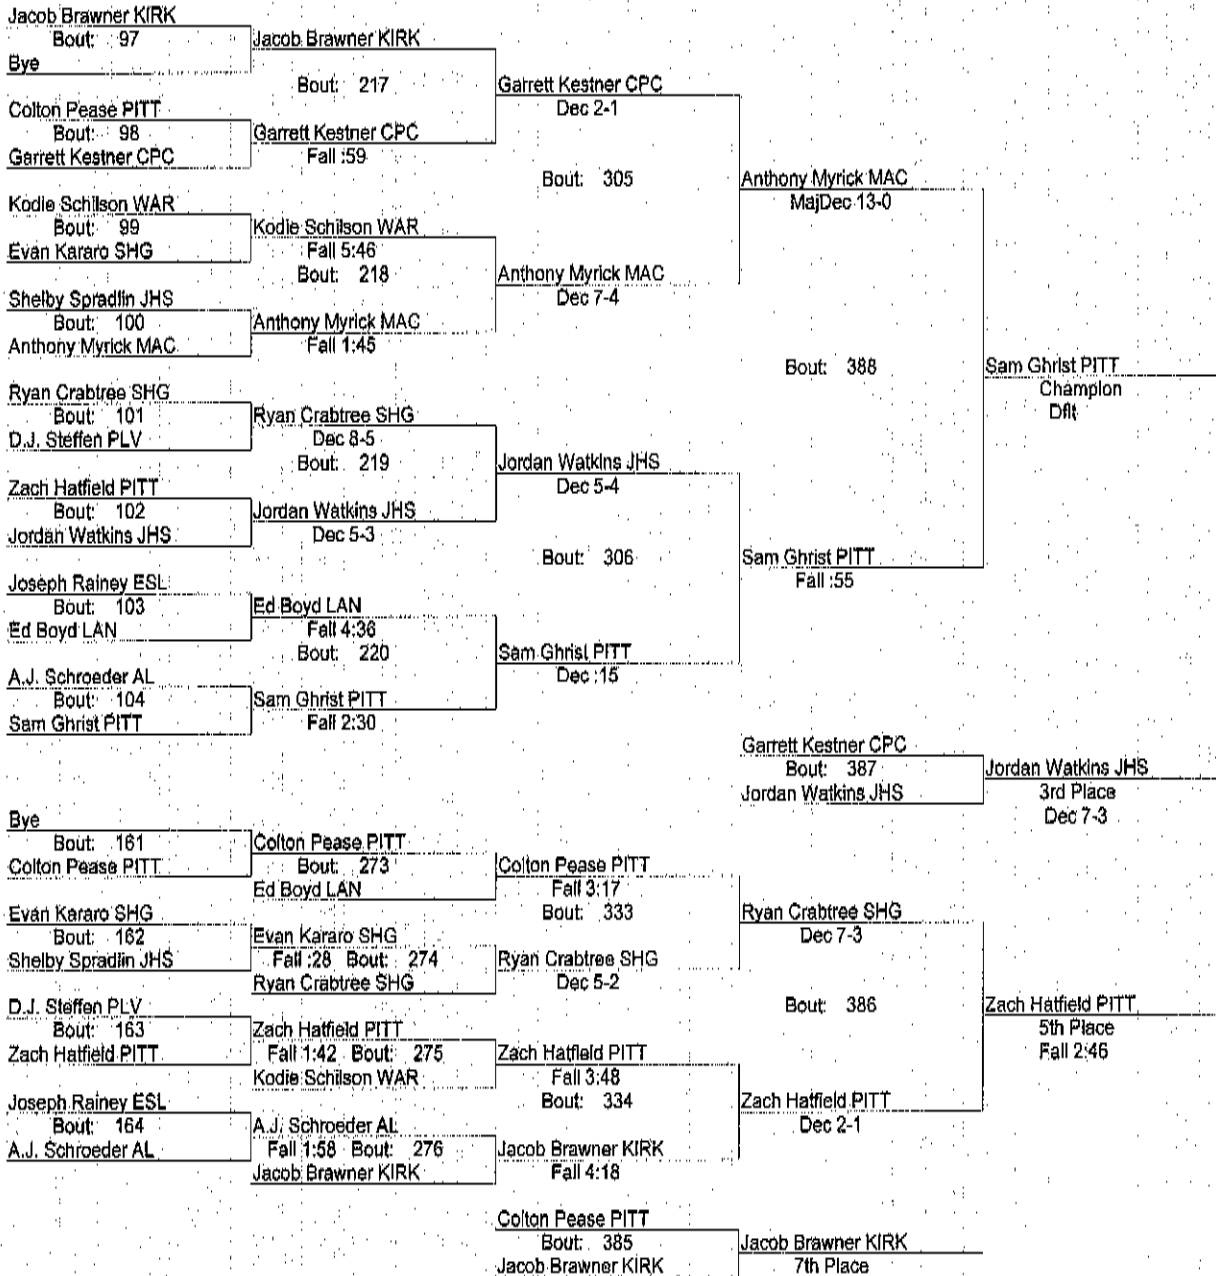 Jacob Brawner KIRK
Bout: 97
Bye
Jacob Brawner KIRK
Bout: 217
Colton Pease PITT
Bout: 98
Garrett Kestner CPC
Garrett Kestner CPC
Fall :59
Garrett Kestner CPC
Dec 2-1
Bout: 305
Kodie Schilson WAR
Bout: 99
Evan Kararo SHG
Kodie Schilson WAR
Fall 5:46
Bout: 218
Shelby Spradlin JHS
Bout: 100
Anthony Myrick MAC
Anthony Myrick MAC
Fall 1:45
Anthony Myrick MAC
Dec 7-4
Anthony Myrick MAC
MajDec 13-0
Bout: 388
Sam Ghrist PITT
Champion
Dflt
Ryan Crabtree SHG
Bout: 101
D.J. Steffen PLV
Ryan Crabtree SHG
Dec 8-5
Bout: 219
Zach Hatfield PITT
Bout: 102
Jordan Watkins JHS
Jordan Watkins JHS
Dec 5-3
Jordan Watkins JHS
Dec 5-4
Bout: 306
Joseph Rainey ESL
Bout: 103
Ed Boyd LAN
Ed Boyd LAN
Fall 4:36
Bout: 220
A.J. Schroeder AL
Bout: 104
Sam Ghrist PITT
Sam Ghrist PITT
Fall 2:30
Sam Ghrist PITT
Dec :15
Sam Ghrist PITT
Fall :55
Garrett Kestner CPC
Bout: 387
Jordan Watkins JHS
Jordan Watkins JHS
3rd Place
Dec 7-3
Bye
Bout: 161
Colton Pease PITT
Colton Pease PITT
Bout: 273
Ed Boyd LAN
Colton Pease PITT
Fall 3:17
Bout: 333
Evan Kararo SHG
Bout: 162
Shelby Spradlin JHS
Evan Kararo SHG
Fall :28 Bout: 274
Ryan Crabtree SHG
Ryan Crabtree SHG
Dec 5-2
Ryan Crabtree SHG
Dec 7-3
Bout: 386
D.J. Steffen PLV
Bout: 163
Zach Hatfield PITT
Zach Hatfield PITT
Fall 1:42 Bout: 275
Kodie Schilson WAR
Zach Hatfield PITT
Fall 3:48
Bout: 334
Joseph Rainey ESL
Bout: 164
A.J. Schroeder AL
A.J. Schroeder AL
Fall 1:58 Bout: 276
Jacob Brawner KIRK
Jacob Brawner KIRK
Fall 4:18
Zach Hatfield PITT
Dec 2-1
Zach Hatfield PITT
5th Place
Fall 2:46
Colton Pease PITT
Bout: 385
Jacob Brawner KIRK
Jacob Brawner KIRK
7th Place